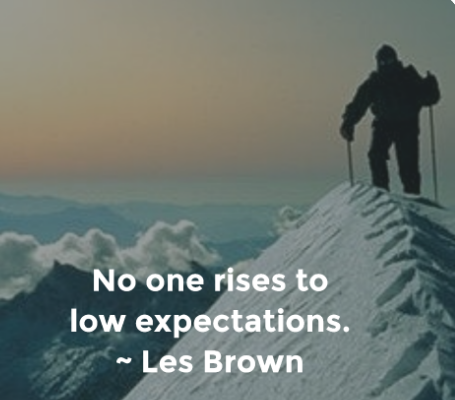 No one rises to
low expectations.
~ Les Brown